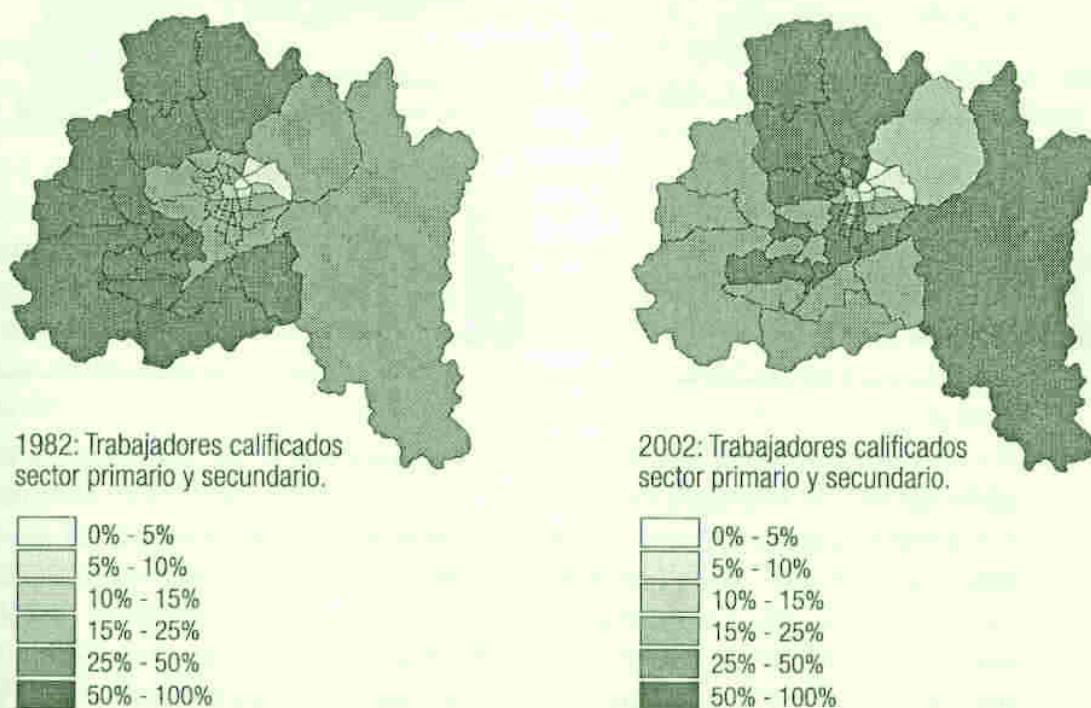 1982: Trabajadores calificados
sector primario y secundario.
0% - 5%
5% - 10%
10% - 15%
15% - 25%
25% - 50%
50% - 100%
2002: Trabajadores calificados
sector primario y secundario.
0% - 5%
5% - 10%
10% - 15%
15% - 25%
25% - 50%
50% - 100%